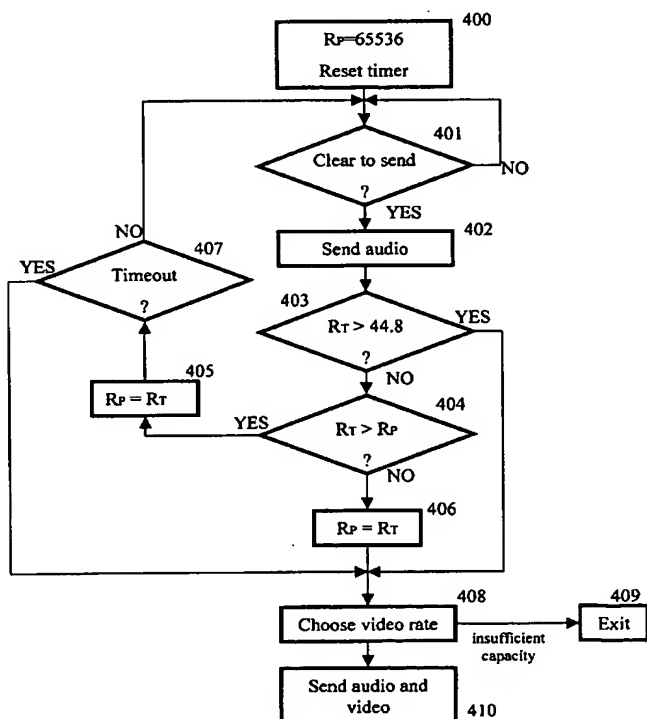 400
RP=65536
Reset timer
401
Clear to send
?
NO
YES
402
Send audio
NO
407
YES
Timeout
?
403
RT > 44.8
?
YES
NO
405
RP = RT
YES
404
RT > RP
?
NO
406
RP = RT
408
Choose video rate
insufficient
capacity
409
Exit
Send audio and
video
410